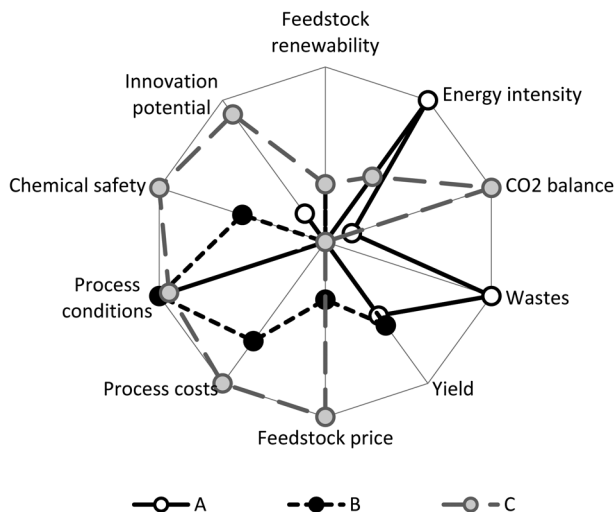 Feedstock
renewability
Innovation
potential
Energy intensity
Chemical safety
CO2 balance
Process
conditions
Wastes
Process costs
Yield
Feedstock price
A
B
C